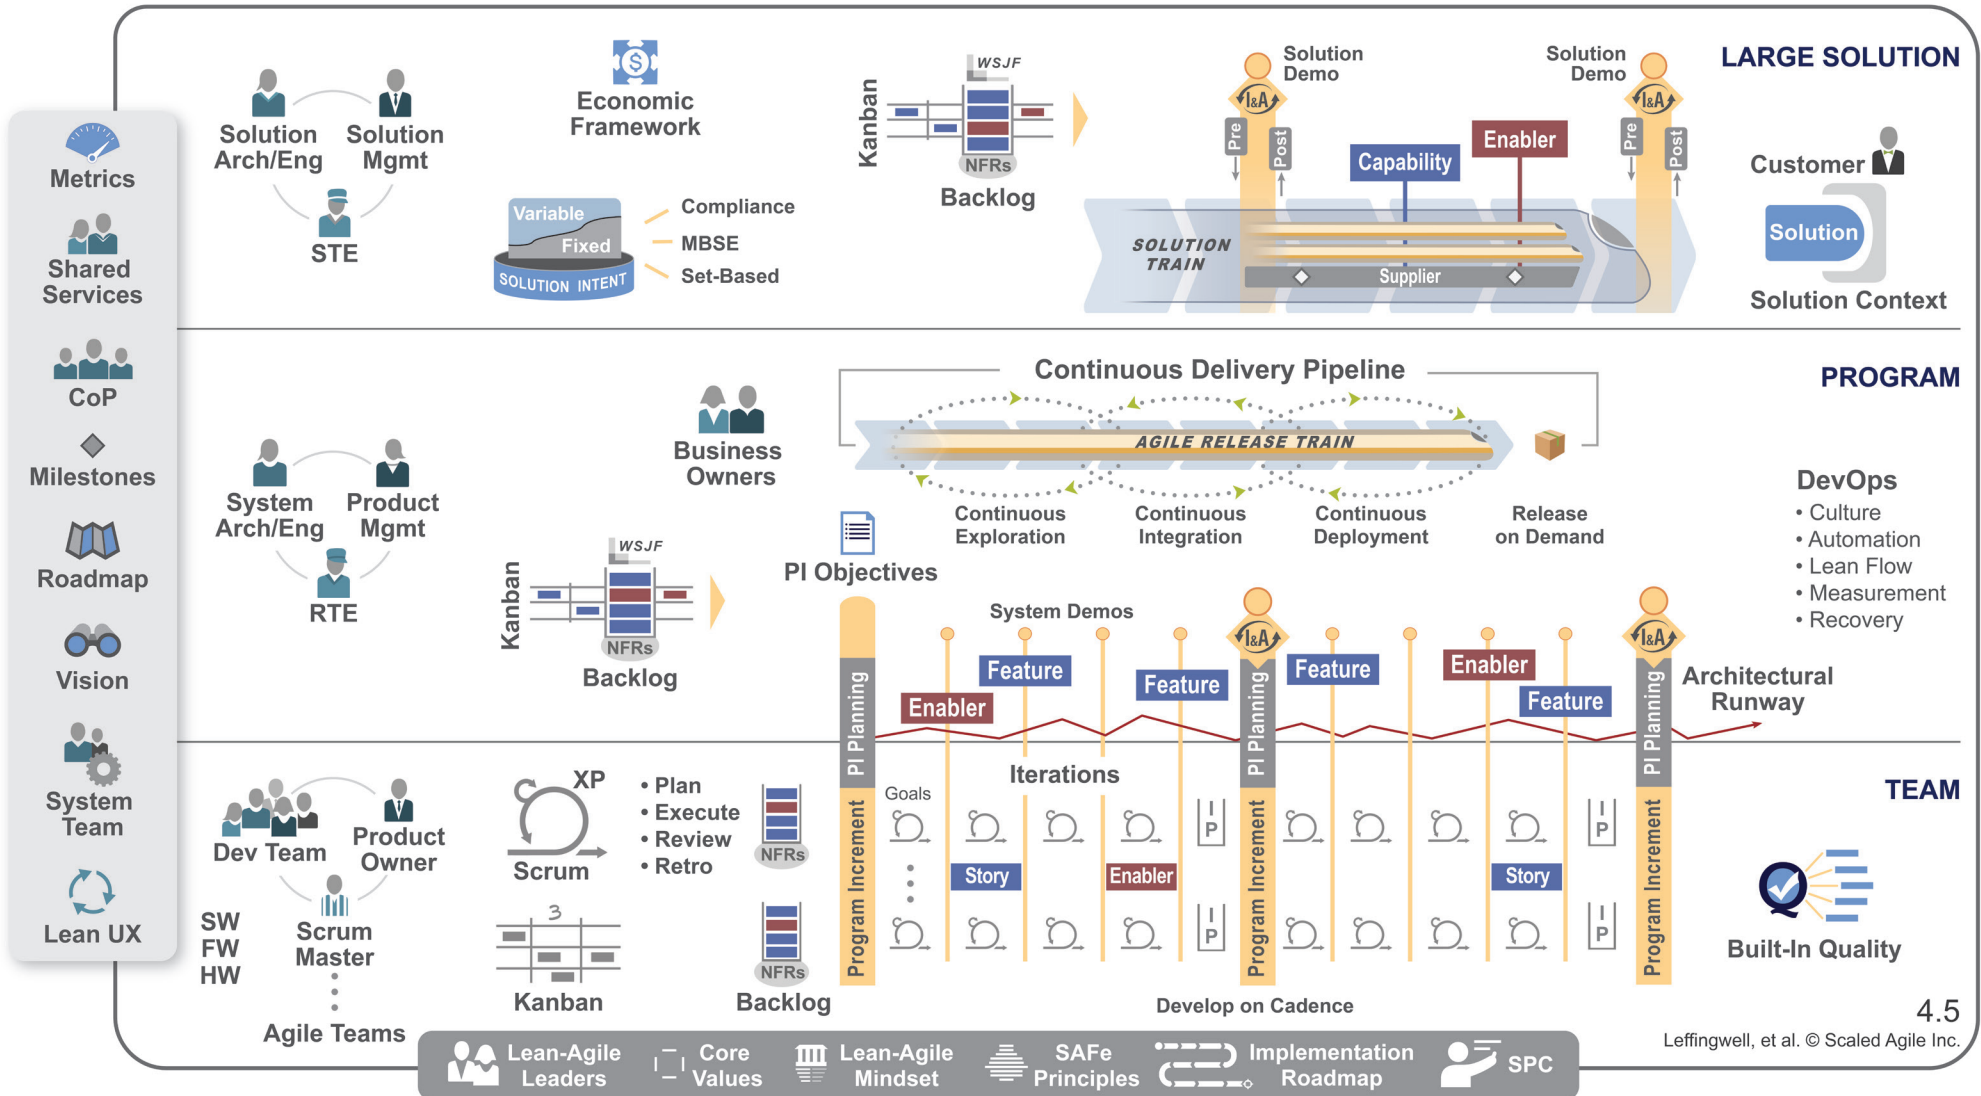 Metrics
Shared
Services
CoP
Milestones
Roadmap
Vision
System
Team
Lean UX
LARGE SOLUTION
Solution
Arch/Eng
Solution
Mgmt
STE
Economic
Framework
Variable
Fixed
SOLUTION INTENT
Compliance
MBSE
Set-Based
Kanban
WSJF
NFRs
Backlog
Solution
Demo
I&A
Pre
Post
Capability
Enabler
Solution
Demo
I&A
Pre
Post
SOLUTION
TRAIN
Supplier
Customer
Solution
Solution Context
PROGRAM
System
Arch/Eng
Product
Mgmt
RTE
Business
Owners
Kanban
WSJF
NFRs
Backlog
Continuous Delivery Pipeline
AGILE RELEASE TRAIN
Continuous
Exploration
Continuous
Integration
Continuous
Deployment
Release
on Demand
PI Objectives
System Demos
I&A
I&A
Enabler
Feature
Feature
Feature
Enabler
Feature
PI Planning
PI Planning
PI Planning
Architectural
Runway
DevOps
• Culture
• Automation
• Lean Flow
• Measurement
• Recovery
TEAM
Dev Team
Product
Owner
Scrum
Master
SW
FW
HW
Agile Teams
XP
Scrum
• Plan
• Execute
• Review
• Retro
3
Kanban
NFRs
NFRs
Backlog
Program Increment
Program Increment
Program Increment
Goals
Iterations
I
P
I
P
I
P
I
P
Story
Enabler
Story
Develop on Cadence
Built-In Quality
4.5
Leffingwell, et al. © Scaled Agile Inc.
Lean-Agile
Leaders
Core
Values
Lean-Agile
Mindset
SAFe
Principles
Implementation
Roadmap
SPC